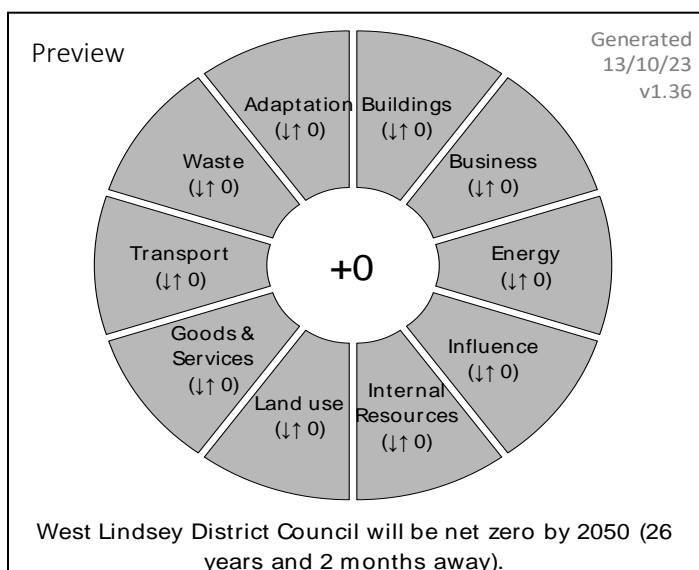 Preview
Generated
13/10/23
v1.36
Adaptation
(↓↑ 0)
Buildings
(↓↑ 0)
Waste
(↓↑ 0)
Business
(↓↑ 0)
Transport
(↓↑ 0)
+0
Energy
(↓↑ 0)
Goods &
Services
(↓↑ 0)
Influence
(↓↑ 0)
Land use
(↓↑ 0)
Internal
Resources
(↓↑ 0)
West Lindsey District Council will be net zero by 2050 (26
years and 2 months away).